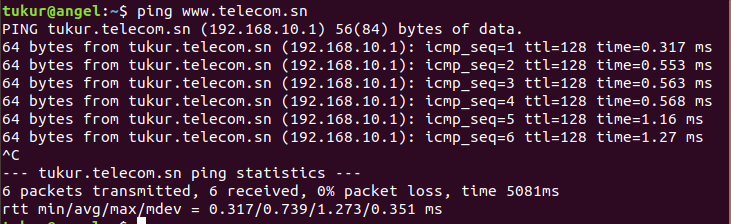 tukur@angel:~$ ping www.telecom.sn
PING tukur.telecom.sn (192.168.10.1) 56(84) bytes of data.
64 bytes from tukur.telecom.sn (192.168.10.1): icmp_seq=1 ttl=128 time=0.317 ms
64 bytes from tukur.telecom.sn (192.168.10.1): icmp_seq=2 ttl=128 time=0.553 ms
64 bytes from tukur.telecom.sn (192.168.10.1): icmp_seq=3 ttl=128 time=0.563 ms
64 bytes from tukur.telecom.sn (192.168.10.1): icmp_seq=4 ttl=128 time=0.568 ms
64 bytes from tukur.telecom.sn (192.168.10.1): icmp_seq=5 ttl=128 time=1.16 ms
64 bytes from tukur.telecom.sn (192.168.10.1): icmp_seq=6 ttl=128 time=1.27 ms
^C
--- tukur.telecom.sn ping statistics ---
6 packets transmitted, 6 received, 0% packet loss, time 5081ms
rtt min/avg/max/mdev = 0.317/0.739/1.273/0.351 ms